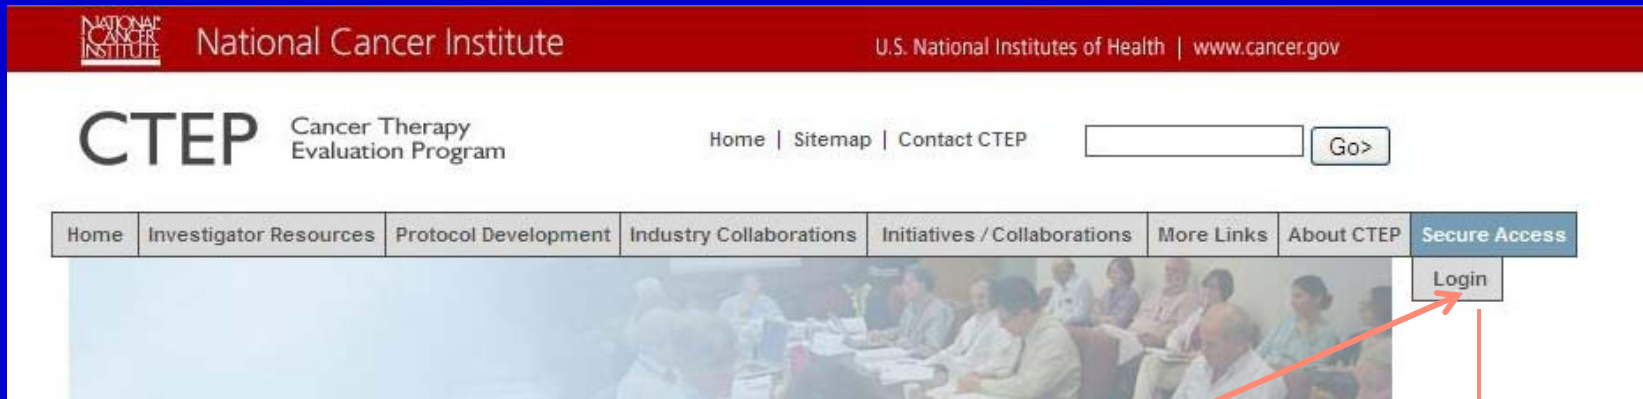 NATIONAL CANCER INSTITUTE
National Cancer Institute
U.S. National Institutes of Health | www.cancer.gov
CTEP Cancer Therapy Evaluation Program
Home | Sitemap | Contact CTEP
Go>
Home Investigator Resources Protocol Development Industry Collaborations Initiatives / Collaborations More Links About CTEP Secure Access
Login